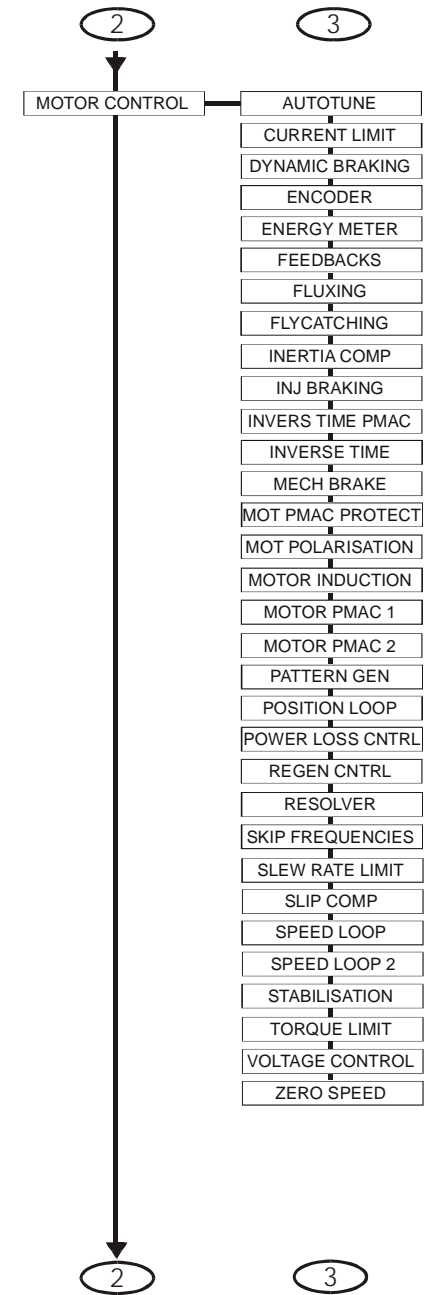 2 3
MOTOR CONTROL AUTOTUNE
CURRENT LIMIT
DYNAMIC BRAKING
ENCODER
ENERGY METER
FEEDBACKS
FLUXING
FLYCATCHING
INERTIA COMP
INJ BRAKING
INVERS TIME PMAC
INVERSE TIME
MECH BRAKE
MOT PMAC PROTECT
MOT POLARISATION
MOTOR INDUCTION
MOTOR PMAC 1
MOTOR PMAC 2
PATTERN GEN
POSITION LOOP
POWER LOSS CNTRL
REGEN CNTRL
RESOLVER
SKIP FREQUENCIES
SLEW RATE LIMIT
SLIP COMP
SPEED LOOP
SPEED LOOP 2
STABILISATION
TORQUE LIMIT
VOLTAGE CONTROL
ZERO SPEED
2 3